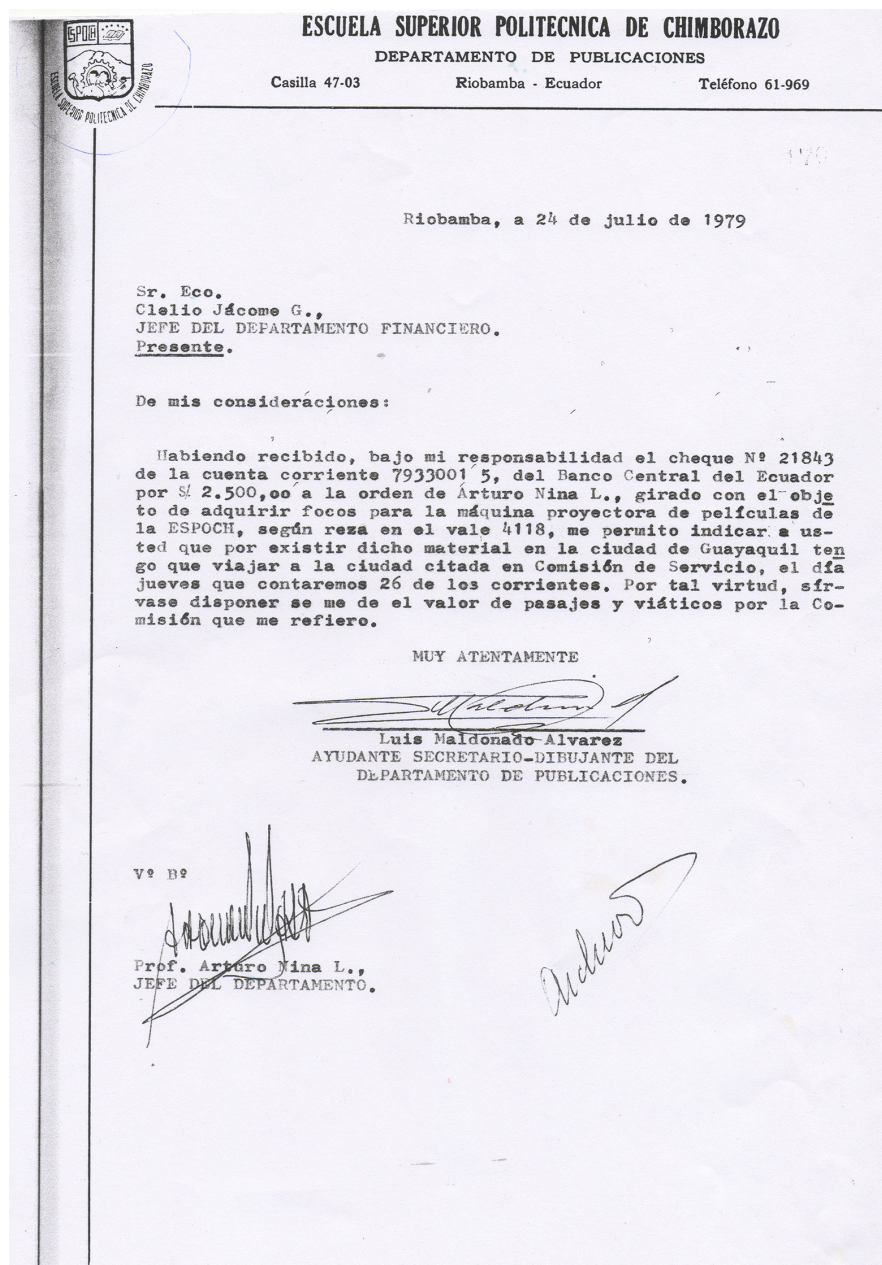 ESPOCH
ESCUELA SUPERIOR POLITECNICA DE CHIMBORAZO
ESCUELA SUPERIOR POLITECNICA DE CHIMBORAZO
DEPARTAMENTO DE PUBLICACIONES
Casilla 47-03 Riobamba - Ecuador Teléfono 61-969
Riobamba, a 24 de julio de 1979
Sr. Eco.
Clelio Jácome G.,
JEFE DEL DEPARTAMENTO FINANCIERO.
Presente.
De mis consideraciones:
Habiendo recibido, bajo mi responsabilidad el cheque Nº 21843
de la cuenta corriente 7933001 5, del Banco Central del Ecuador
por S/ 2.500,oo a la orden de Arturo Nina L., girado con el obje
to de adquirir focos para la máquina proyectora de películas de
la ESPOCH, según reza en el vale 4118, me permito indicar a us-
ted que por existir dicho material en la ciudad de Guayaquil ten
go que viajar a la ciudad citada en Comisión de Servicio, el día
jueves que contaremos 26 de los corrientes. Por tal virtud, sír-
vase disponer se me de el valor de pasajes y viáticos por la Co-
misión que me refiero.
MUY ATENTAMENTE
Luis Maldonado Alvarez
AYUDANTE SECRETARIO-DIBUJANTE DEL
DEPARTAMENTO DE PUBLICACIONES.
Vº Bº
Prof. Arturo Nina L.,
JEFE DEL DEPARTAMENTO.
Archivo